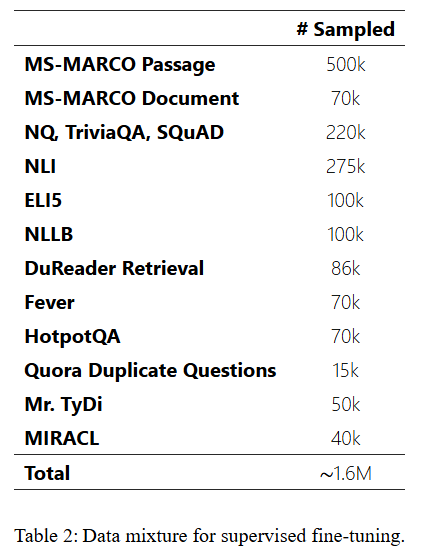 # Sampled
MS-MARCO Passage 500k
MS-MARCO Document 70k
NQ, TriviaQA, SQuAD 220k
NLI 275k
ELI5 100k
NLLB 100k
DuReader Retrieval 86k
Fever 70k
HotpotQA 70k
Quora Duplicate Questions 15k
Mr. TyDi 50k
MIRACL 40k
Total ~1.6M
Table 2: Data mixture for supervised fine-tuning.